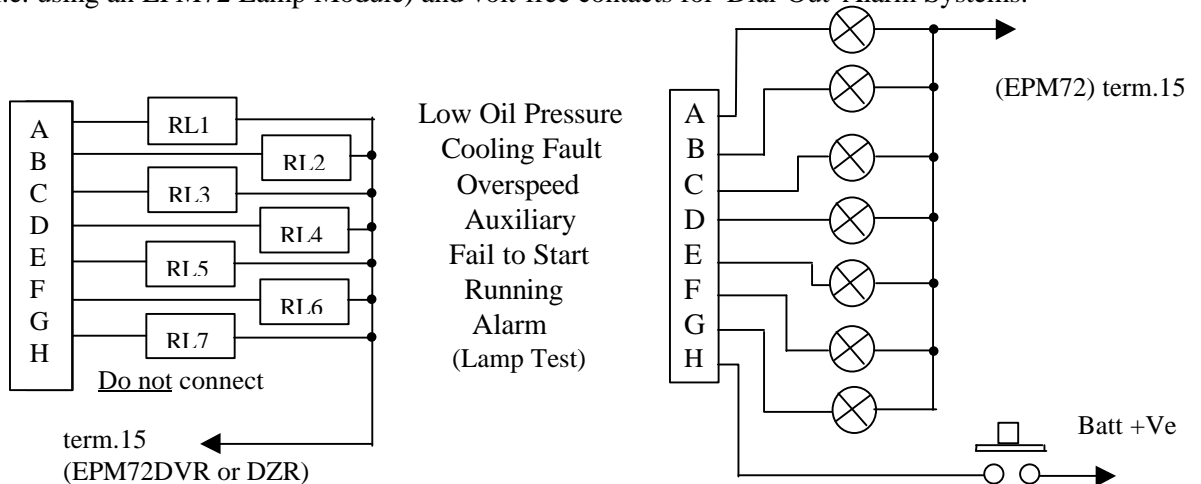 using an EPM72 Lamp Module) and volt-free contacts for 'Dial-Out' Alarm Systems.
(EPM72) term.15
A
B
C
D
E
F
G
H
RL1
RL2
RL3
RL4
RL5
RL6
RL7
Do not connect
term.15
(EPM72DVR or DZR)
Low Oil Pressure
Cooling Fault
Overspeed
Auxiliary
Fail to Start
Running
Alarm
(Lamp Test)
A
B
C
D
E
F
G
H
Batt +Ve